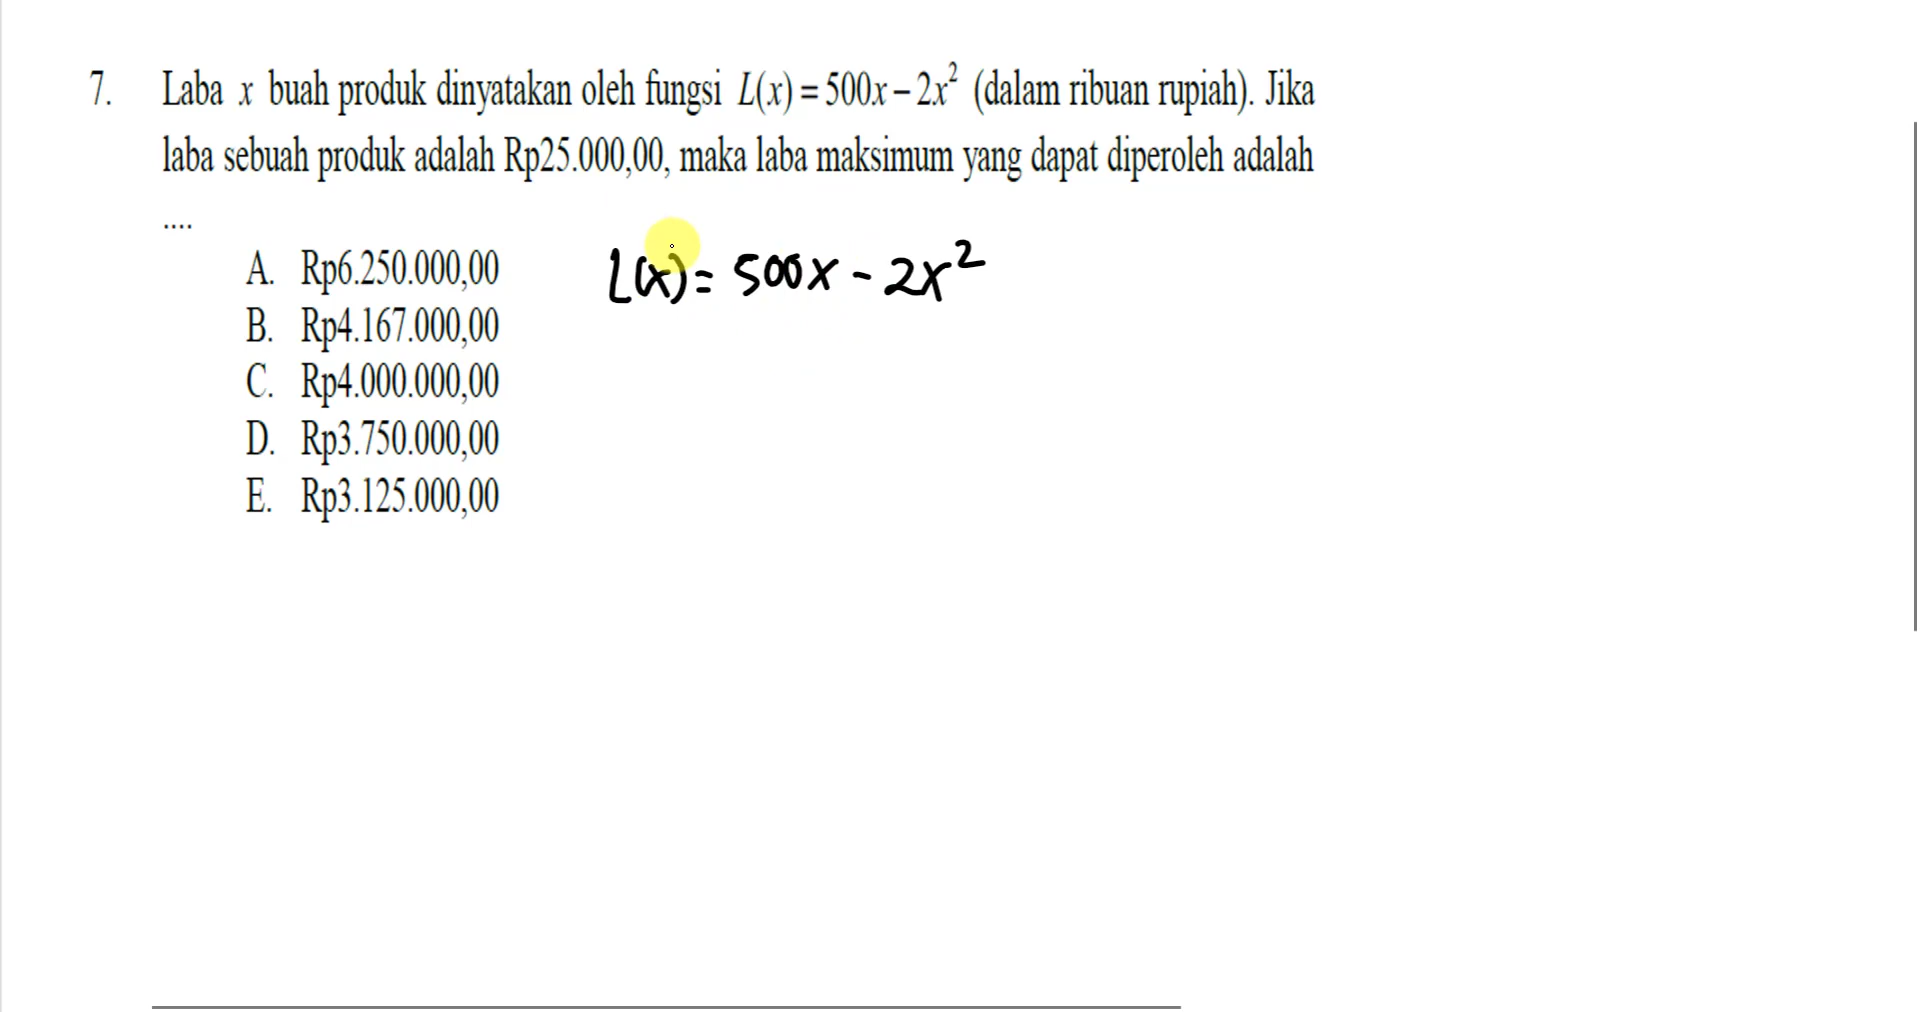 7. Laba x buah produk dinyatakan oleh fungsi L(x) = 500x – 2x² (dalam ribuan rupiah). Jika
laba sebuah produk adalah Rp25.000,00, maka laba maksimum yang dapat diperoleh adalah
....
A. Rp6.250.000,00
L(x) = 500x - 2x²
B. Rp4.167.000,00
C. Rp4.000.000,00
D. Rp3.750.000,00
E. Rp3.125.000,00